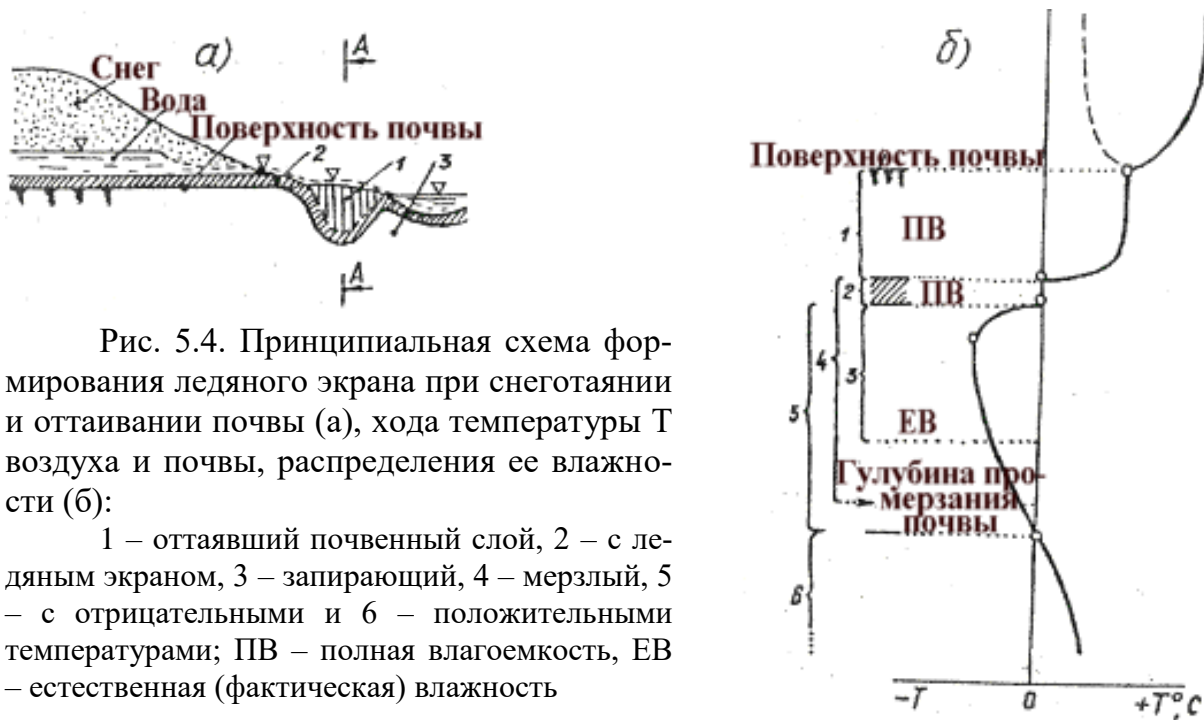 а)
А
Снег
Вода
Поверхность почвы
2
1
3
А
Рис. 5.4. Принципиальная схема фор-
мирования ледяного экрана при снеготаянии
и оттаивании почвы (а), хода температуры Т
воздуха и почвы, распределения ее влажно-
сти (б):
1 – оттаявший почвенный слой, 2 – с ле-
дяным экраном, 3 – запирающий, 4 – мерзлый, 5
– с отрицательными и 6 – положительными
температурами; ПВ – полная влагоемкость, ЕВ
– естественная (фактическая) влажность
б)
Поверхность почвы
1
ПВ
2
ПВ
4
3
5
ЕВ
Гулубина про-
мерзания
почвы
6
-Т
0
+Т°,С